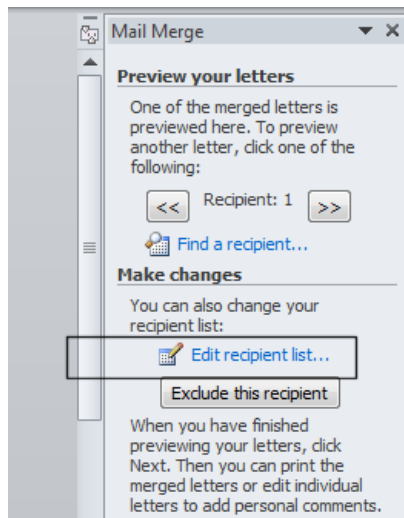 Mail Merge
Preview your letters
One of the merged letters is
previewed here. To preview
another letter, click one of the
following:
<< Recipient: 1 >>
Find a recipient...
Make changes
You can also change your
recipient list:
Edit recipient list...
Exclude this recipient
When you have finished
previewing your letters, click
Next. Then you can print the
merged letters or edit individual
letters to add personal comments.